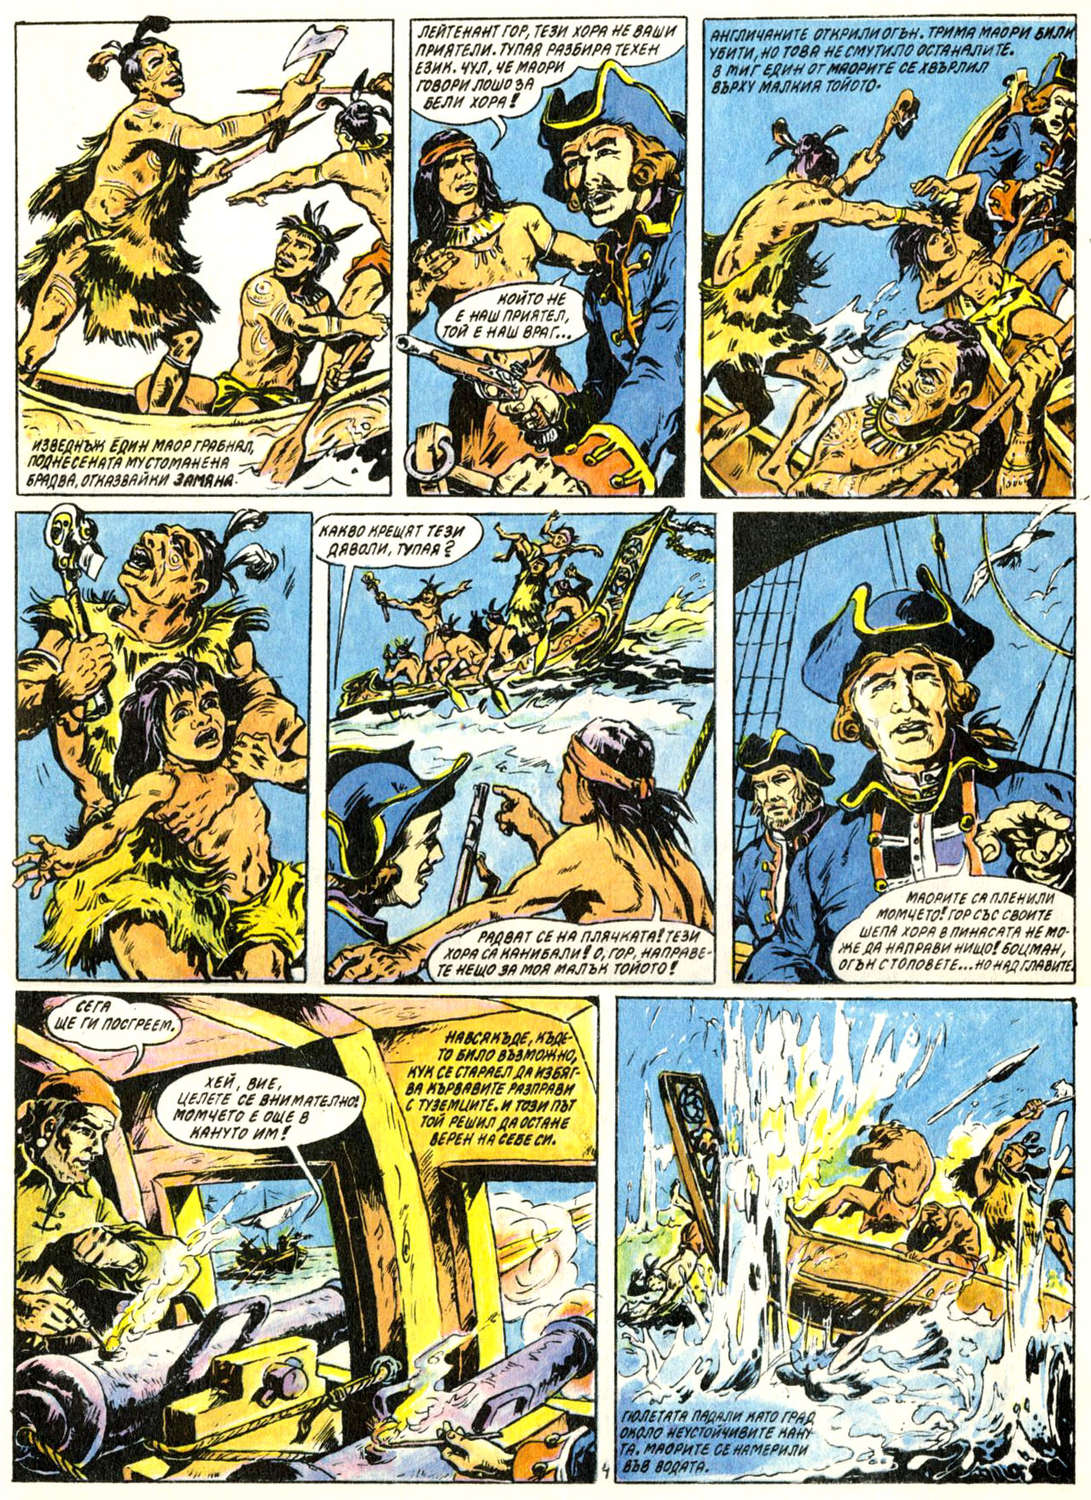 ИЗВЕДНЪЖ ЕДИН МАОР ГРАБНАЛ,
ПОДНЕСЕНАТА МУСТОМАНЕНА
БРАДВА, ОТКАЗВАЙКИ ЗАМЯНА.
ЛЕЙТЕНАНТ ГОР, ТЕЗИ ХОРА НЕ ВАШИ
ПРИЯТЕЛИ. ТУПАЯ РАЗБИРА ТЕХЕН
ЕЗИК. ЧУЛ, ЧЕ МАОРИ
ГОВОРИ ЛОШО ЗА
БЕЛИ ХОРА!
КОЙТО НЕ
Е НАШ ПРИЯТЕЛ,
ТОЙ Е НАШ ВРАГ...
АНГЛИЧАНИТЕ ОТКРИЛИ ОГЪН. ТРИМА МАОРИ БИЛИ
УБИТИ, НО ТОВА НЕ СМУТИЛО ОСТАНАЛИТЕ.
В МИГ ЕДИН ОТ МАОРИТЕ СЕ ХВЪРЛИЛ
ВЪРХУ МАЛКИЯ ТОЙОТО.
КАКВО КРЕЩЯТ ТЕЗИ
ДЯВОЛИ, ТУПАЯ?
РАДВАТ СЕ НА ПЛЯЧКАТА! ТЕЗИ
ХОРА СА КАНИБАЛИ! О, ГОР, НАПРАВЕ-
ТЕ НЕЩО ЗА МОЯ МАЛЪК ТОЙОТО!
МАОРИТЕ СА ПЛЕНИЛИ
МОМЧЕТО! ГОР СЪС СВОИТЕ
ШЕПА ХОРА В ПИНАСАТА НЕ МО-
ЖЕ ДА НАПРАВИ НИЩО! БОЦМАН,
ОГЪН С ТОПОВЕТЕ... НО НАД ГЛАВИТЕ.
СЕГА
ЩЕ ГИ ПОСГРЕЕМ.
ХЕЙ, ВИЕ,
ЦЕЛЕТЕ СЕ ВНИМАТЕЛНО!
МОМЧЕТО Е ОЩЕ В
КАНУТО ИМ!
НАВСЯКЪДЕ, КЪДЕ-
ТО БИЛО ВЪЗМОЖНО,
КУК СЕ СТАРАЕЛ ДА ИЗБЯГ-
ВА КЪРВАВИТЕ РАЗПРАВИ
С ТУЗЕМЦИТЕ. И ТОЗИ ПЪТ
ТОЙ РЕШИЛ ДА ОСТАНЕ
ВЕРЕН НА СЕБЕ СИ.
ГЮЛЕТАТА ПАДАЛИ КАТО ГРАД
ОКОЛО НЕУСТОЙЧИВИТЕ КАНУ-
ТА. МАОРИТЕ СЕ НАМЕРИЛИ
ВЪВ ВОДАТА.
4